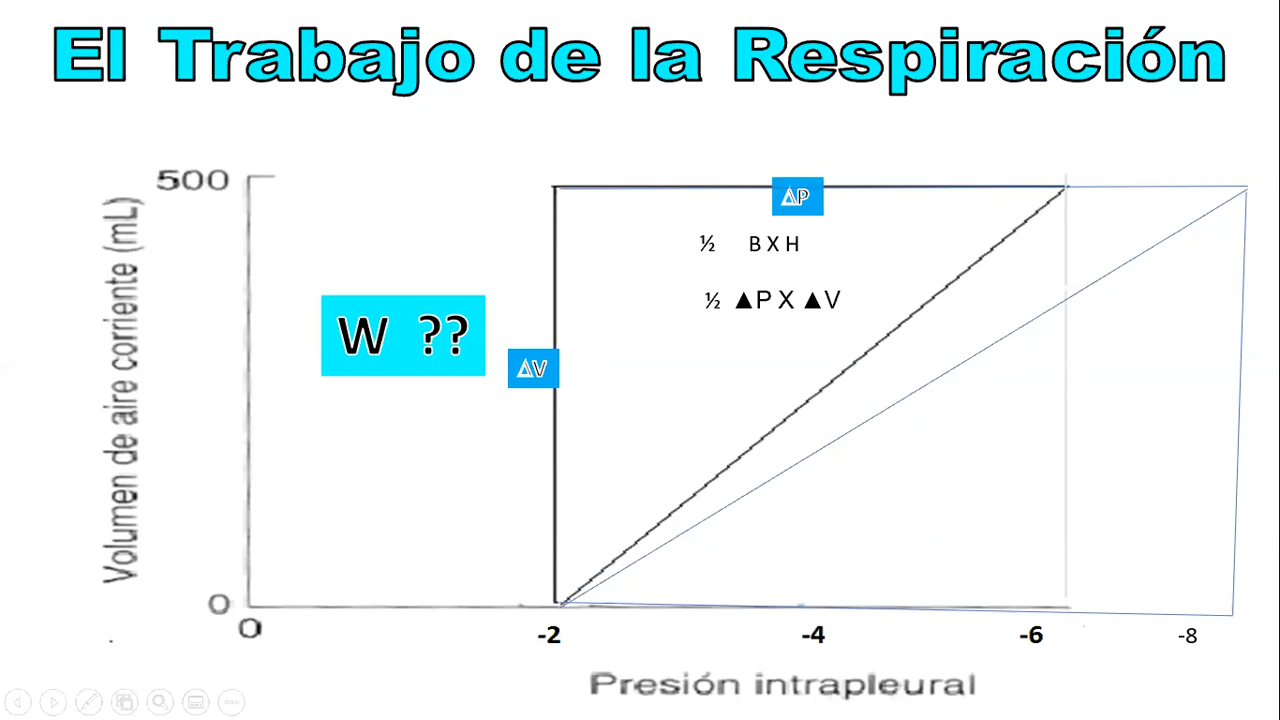 El Trabajo de la Respiración
500
ΔP
½ B X H
½ ▲P X ▲V
W ??
ΔV
Volumen de aire corriente (mL)
0
0
-2
-4
-6
-8
Presión intrapleural